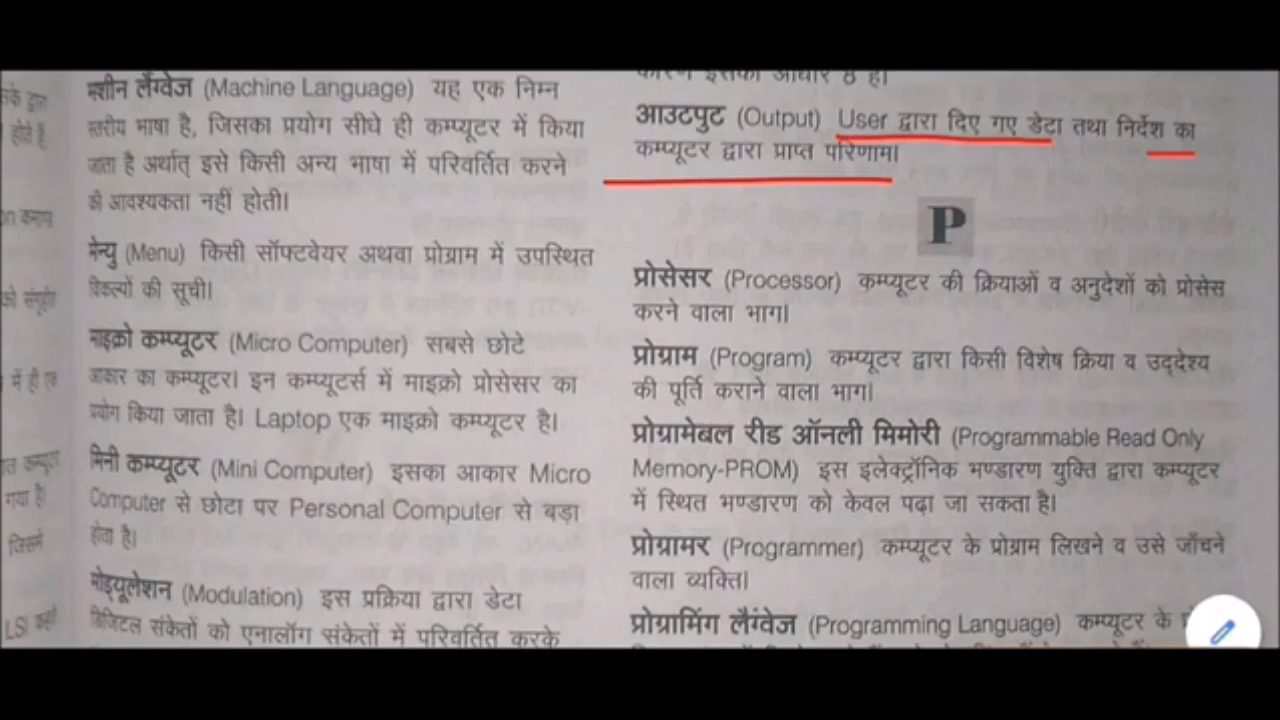 मशीन लैंग्वेज (Machine Language) यह एक निम्न
स्तरीय भाषा है, जिसका प्रयोग सीधे ही कम्प्यूटर में किया
जाता है अर्थात् इसे किसी अन्य भाषा में परिवर्तित करने
की आवश्यकता नहीं होती।
मेन्यु (Menu) किसी सॉफ्टवेयर अथवा प्रोग्राम में उपस्थित
विकल्पों की सूची।
माइक्रो कम्प्यूटर (Micro Computer) सबसे छोटे
आकार का कम्प्यूटर। इन कम्प्यूटर्स में माइक्रो प्रोसेसर का
प्रयोग किया जाता है। Laptop एक माइक्रो कम्प्यूटर है।
मिनी कम्प्यूटर (Mini Computer) इसका आकार Micro
Computer से छोटा पर Personal Computer से बड़ा
होता है।
मोड्यूलेशन (Modulation) इस प्रक्रिया द्वारा डेटा
डिजिटल संकेतों को एनालॉग संकेतों में परिवर्तित करके
कारण इसका आधार 8 है।
आउटपुट (Output) User द्वारा दिए गए डेटा तथा निर्देश का
कम्प्यूटर द्वारा प्राप्त परिणाम।
P
प्रोसेसर (Processor) कम्प्यूटर की क्रियाओं व अनुदेशों को प्रोसेस
करने वाला भाग।
प्रोग्राम (Program) कम्प्यूटर द्वारा किसी विशेष क्रिया व उद्देश्य
की पूर्ति कराने वाला भाग।
प्रोग्रामेबल रीड ऑनली मिमोरी (Programmable Read Only
Memory-PROM) इस इलेक्ट्रॉनिक भण्डारण युक्ति द्वारा कम्प्यूटर
में स्थित भण्डारण को केवल पढ़ा जा सकता है।
प्रोग्रामर (Programmer) कम्प्यूटर के प्रोग्राम लिखने व उसे जाँचने
वाला व्यक्ति।
प्रोग्रामिंग लैंग्वेज (Programming Language) कम्प्यूटर के